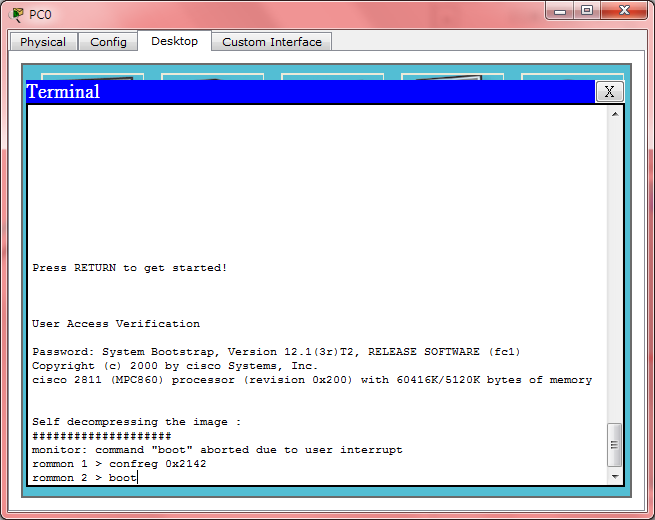 PC0
Physical Config Desktop Custom Interface
Terminal X
Press RETURN to get started!
User Access Verification
Password: System Bootstrap, Version 12.1(3r)T2, RELEASE SOFTWARE (fc1)
Copyright (c) 2000 by cisco Systems, Inc.
cisco 2811 (MPC860) processor (revision 0x200) with 60416K/5120K bytes of memory
Self decompressing the image :
####################
monitor: command "boot" aborted due to user interrupt
rommon 1 > confreg 0x2142
rommon 2 > boot